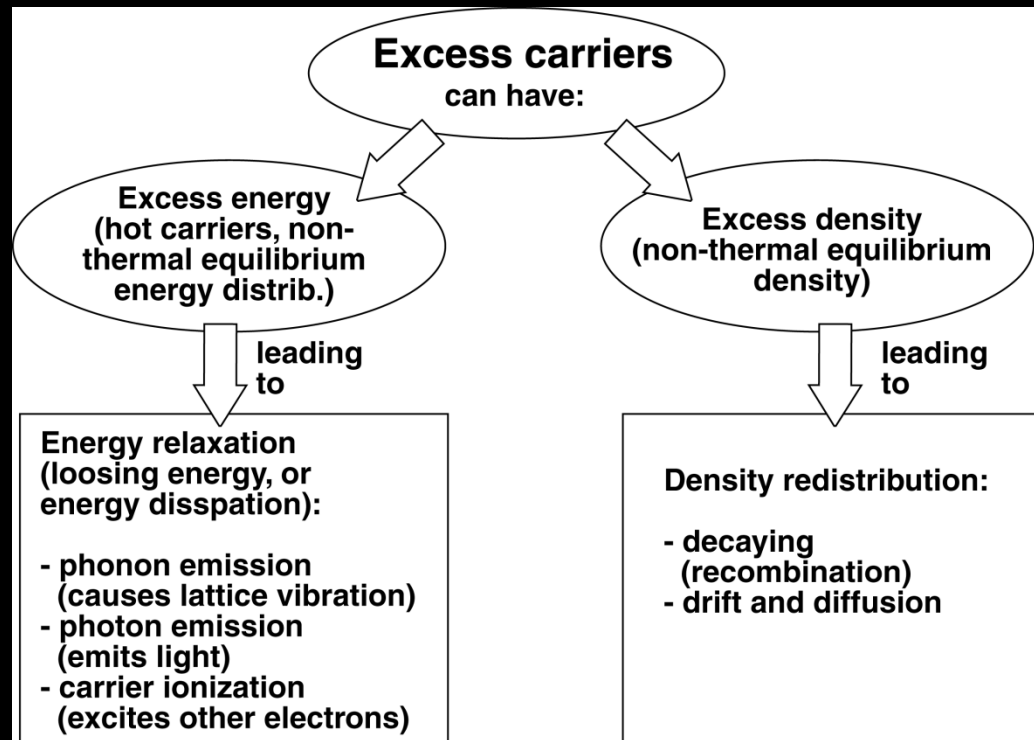 Excess carriers
can have:
Excess energy
(hot carriers, non-
thermal equilibrium
energy distrib.)
leading
to
Energy relaxation
(loosing energy, or
energy disspation):
- phonon emission
(causes lattice vibration)
- photon emission
(emits light)
- carrier ionization
(excites other electrons)
Excess density
(non-thermal equilibrium
density)
leading
to
Density redistribution:
- decaying
(recombination)
- drift and diffusion